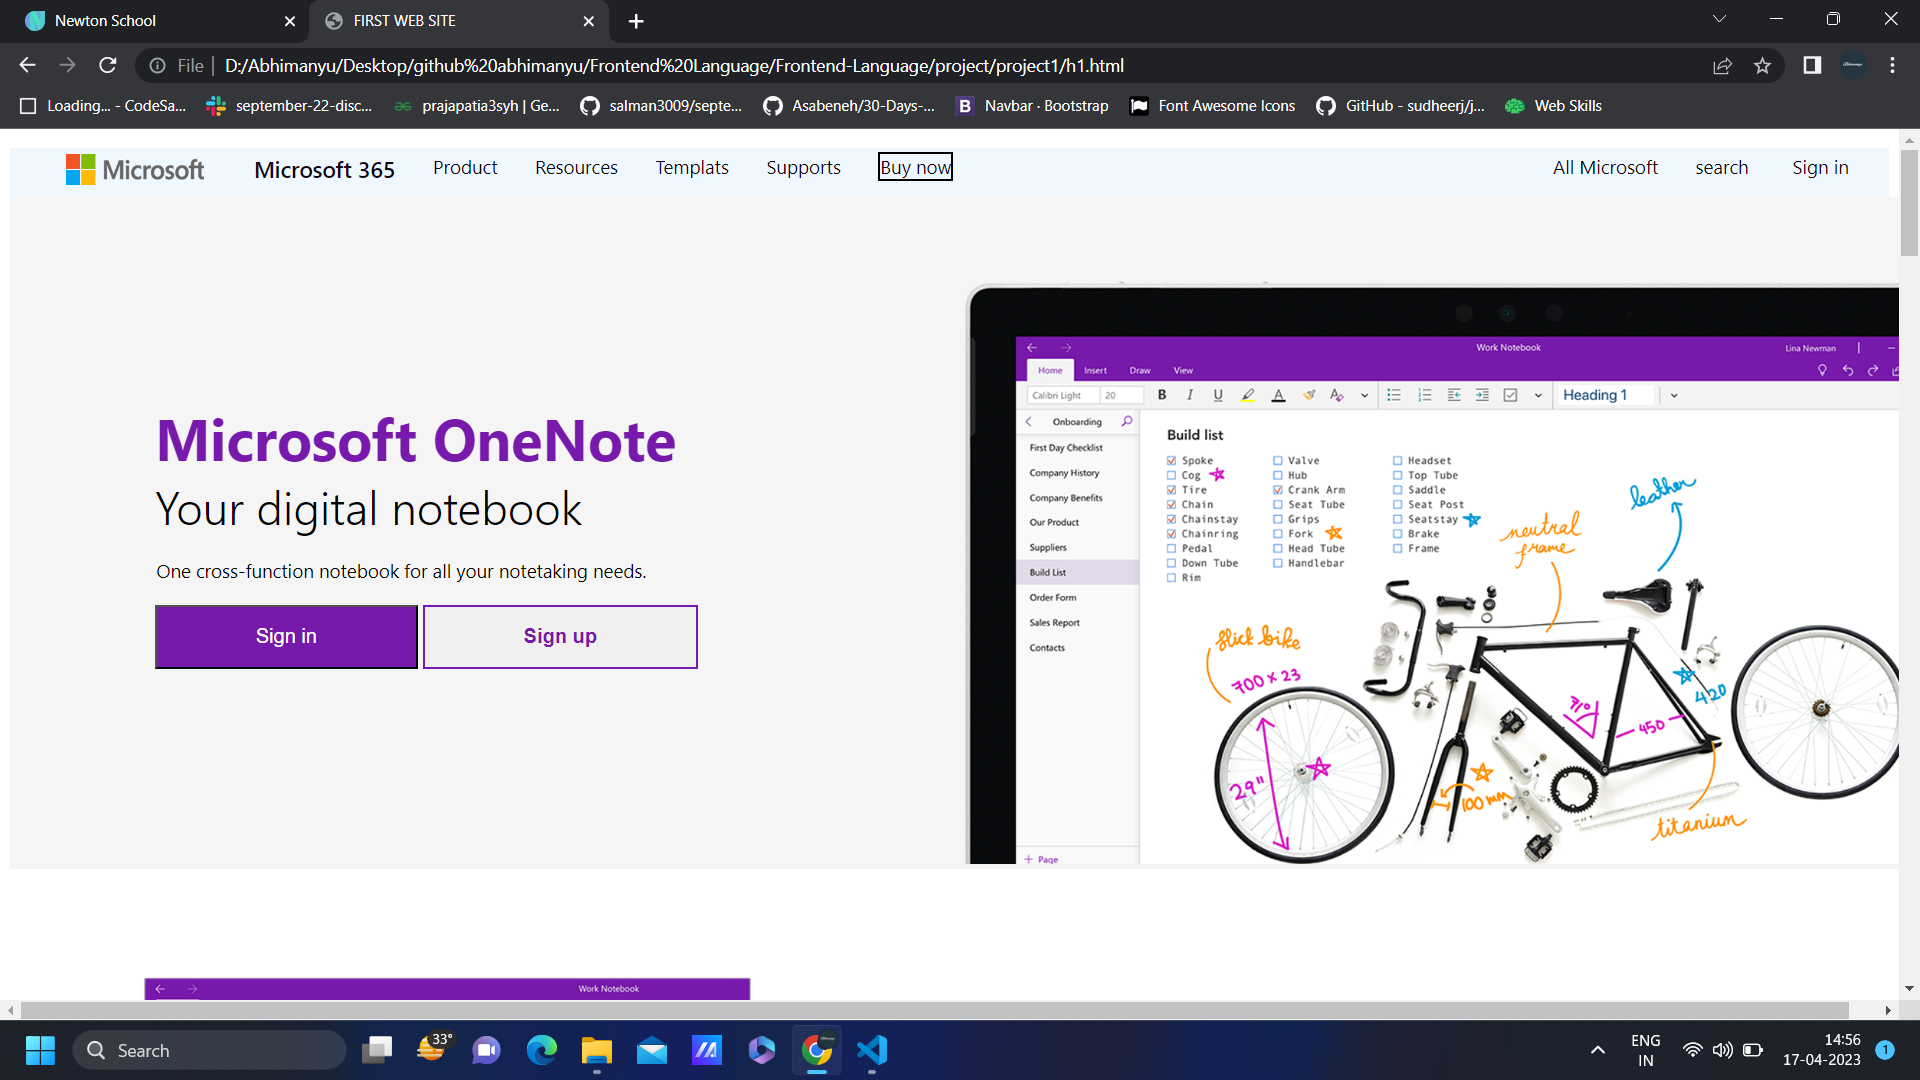 Newton School
FIRST WEB SITE
File
D:/Abhimanyu/Desktop/github%20abhimanyu/Frontend%20Language/Frontend-Language/project/project1/h1.html
Loading... - CodeSa...
september-22-disc...
prajapatia3syh | Ge...
salman3009/septe...
Asabeneh/30-Days-...
Navbar · Bootstrap
Font Awesome Icons
GitHub - sudheerj/j...
Web Skills
Microsoft
Microsoft 365
Product
Resources
Templats
Supports
Buy now
All Microsoft
search
Sign in
Microsoft OneNote
Your digital notebook
One cross-function notebook for all your notetaking needs.
Sign in
Sign up
Work Notebook
Lina Newman
Home
Insert
Draw
View
Calibri Light
20
B
I
U
A
Heading 1
Onboarding
First Day Checklist
Company History
Company Benefits
Our Product
Suppliers
Build List
Order Form
Sales Report
Contacts
+ Page
Build list
Spoke
Cog
Tire
Chain
Chainstay
Chainring
Pedal
Down Tube
Rim
Valve
Hub
Crank Arm
Seat Tube
Grips
Fork
Head Tube
Handlebar
Headset
Top Tube
Saddle
Seat Post
Seatstay
Brake
Frame
leather
neutral
frame
slick bike
700 x 23
29"
71°
450
420
100mm
titanium
Work Notebook
Search
33°
ENG
IN
14:56
17-04-2023
1